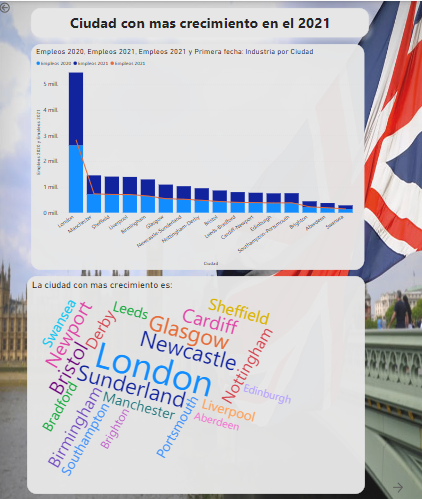 Ciudad con mas crecimiento en el 2021
Empleos 2020, Empleos 2021, Empleos 2021 y Primera fecha: Industria por Ciudad
Empleos 2020 Empleos 2021 Empleos 2021
5 mill.
4 mill.
3 mill.
2 mill.
1 mill.
0 mill.
Empleos 2020 y Empleos 2021
London
Manchester
Sheffield
Liverpool
Birmingham
Glasgow
Newcastle-Sunderland
Nottingham-Derby
Bristol
Leeds-Bradford
Cardiff-Newport
Edinburgh
Southampton-Portsmouth
Brighton
Aberdeen
Swansea
Ciudad
La ciudad con mas crecimiento es:
Swansea
Newport
Derby
Leeds
Glasgow
Cardiff
Sheffield
Bristol
London
Newcastle
Nottingham
Bradford
Sunderland
Edinburgh
Birmingham
Manchester
Liverpool
Aberdeen
Southampton
Brighton
Portsmouth